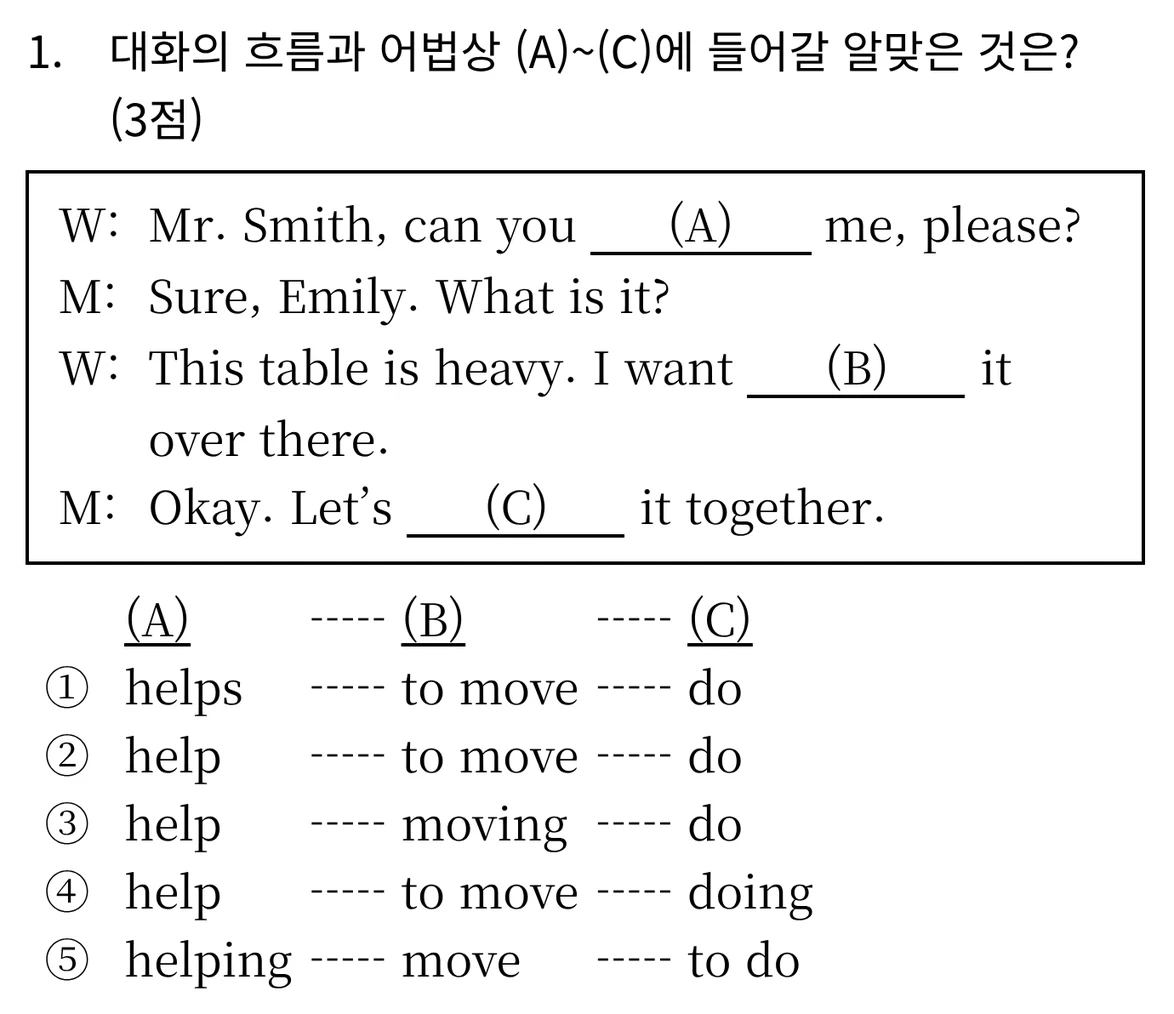 1. 대화의 흐름과 어법상 (A)~(C)에 들어갈 알맞은 것은?
(3점)
W: Mr. Smith, can you (A) me, please?
M: Sure, Emily. What is it?
W: This table is heavy. I want (B) it
over there.
M: Okay. Let's (C) it together.
(A) ----- (B) ----- (C)
① helps ----- to move ----- do
② help ----- to move ----- do
③ help ----- moving ----- do
④ help ----- to move ----- doing
⑤ helping ----- move ----- to do